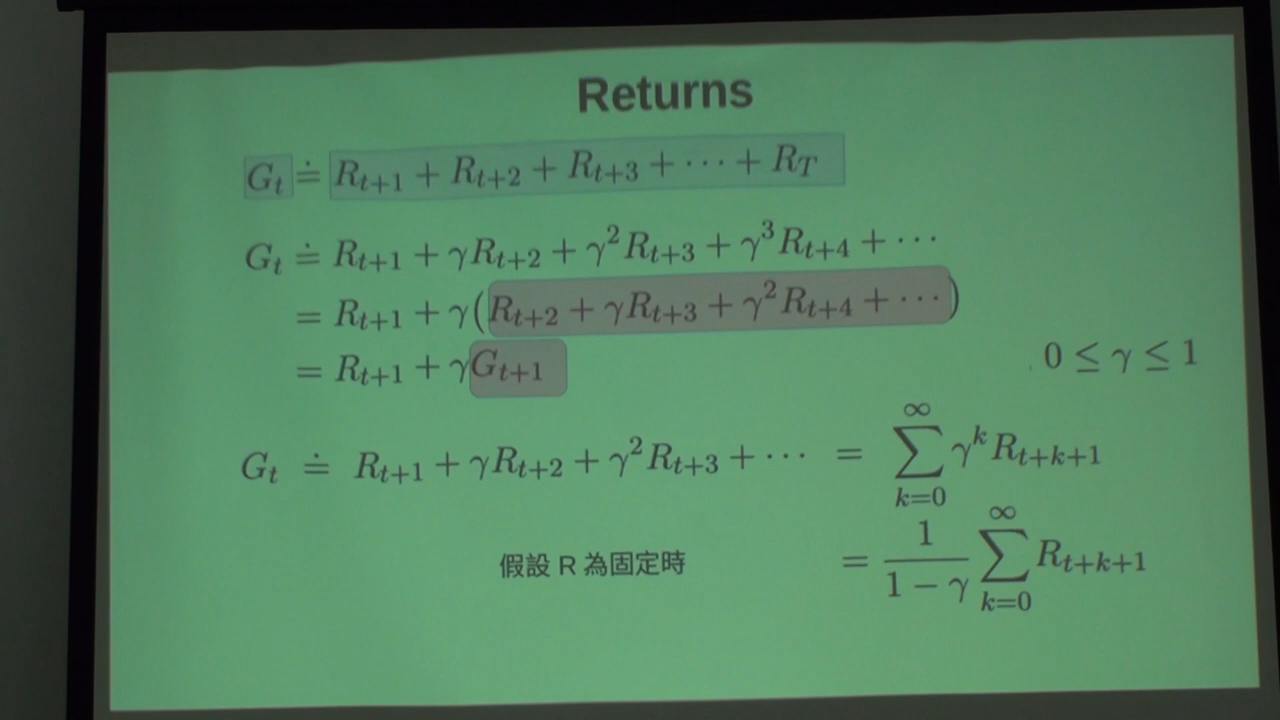 Returns
G_t ≐ R_{t+1} + R_{t+2} + R_{t+3} + ⋯ + R_T
G_t ≐ R_{t+1} + γR_{t+2} + γ^2 R_{t+3} + γ^3 R_{t+4} + ⋯
= R_{t+1} + γ(R_{t+2} + γR_{t+3} + γ^2 R_{t+4} + ⋯)
= R_{t+1} + γG_{t+1}
0 ≤ γ ≤ 1
G_t ≐ R_{t+1} + γR_{t+2} + γ^2 R_{t+3} + ⋯ = ∑_{k=0}^{∞} γ^k R_{t+k+1}
假設 R 為固定時 = \frac{1}{1 − γ} ∑_{k=0}^{∞} R_{t+k+1}